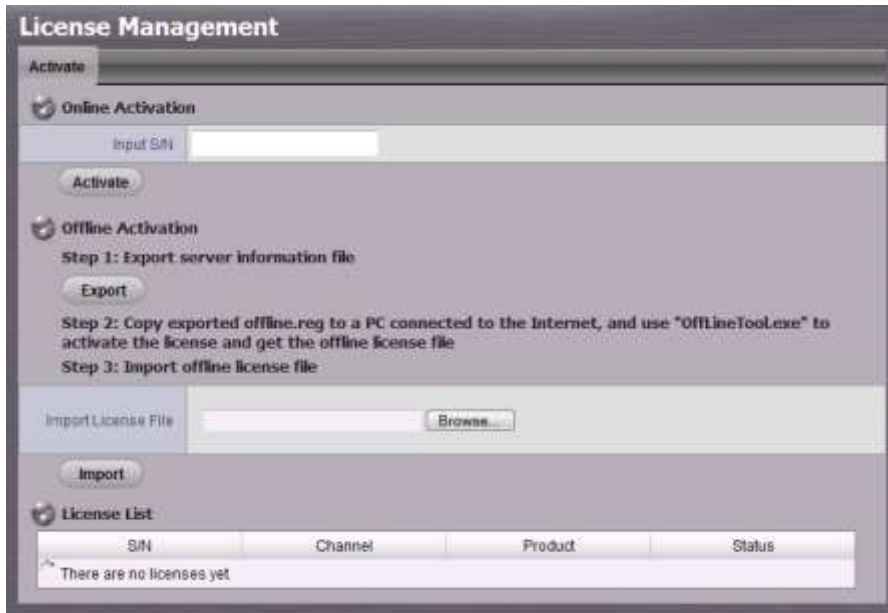 License Management
Activate
Online Activation
Input S/N
Activate
Offline Activation
Step 1: Export server information file
Export
Step 2: Copy exported offline.reg to a PC connected to the Internet, and use "OffLineTool.exe" to
activate the license and get the offline license file
Step 3: Import offline license file
Import License File
Browse...
Import
License List
S/N Channel Product Status
There are no licenses yet